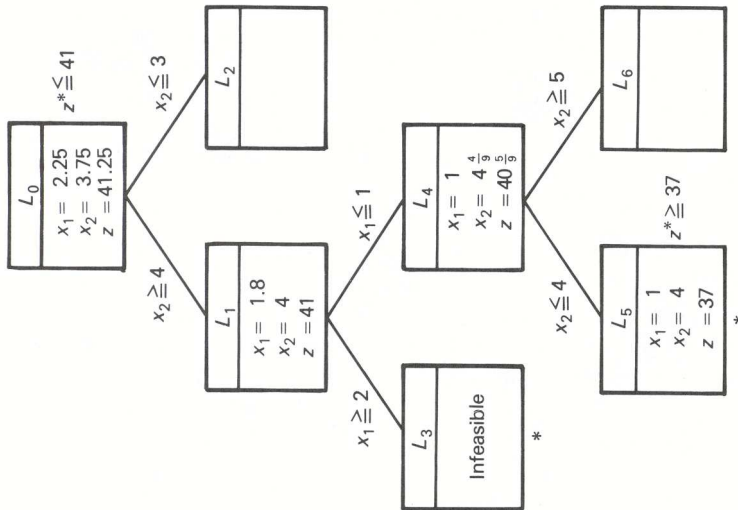 L₀
x₁ = 2.25
x₂ = 3.75
z = 41.25
z* ≦ 41
x₂ ≧ 4
x₂ ≦ 3
L₁
x₁ = 1.8
x₂ = 4
z = 41
L₂
x₁ ≧ 2
x₁ ≦ 1
L₃
Infeasible
*
L₄
x₁ = 1
x₂ = 4 4/9
z = 40 5/9
x₂ ≦ 4
x₂ ≧ 5
L₅
x₁ = 1
x₂ = 4
z = 37
z* ≧ 37
*
L₆